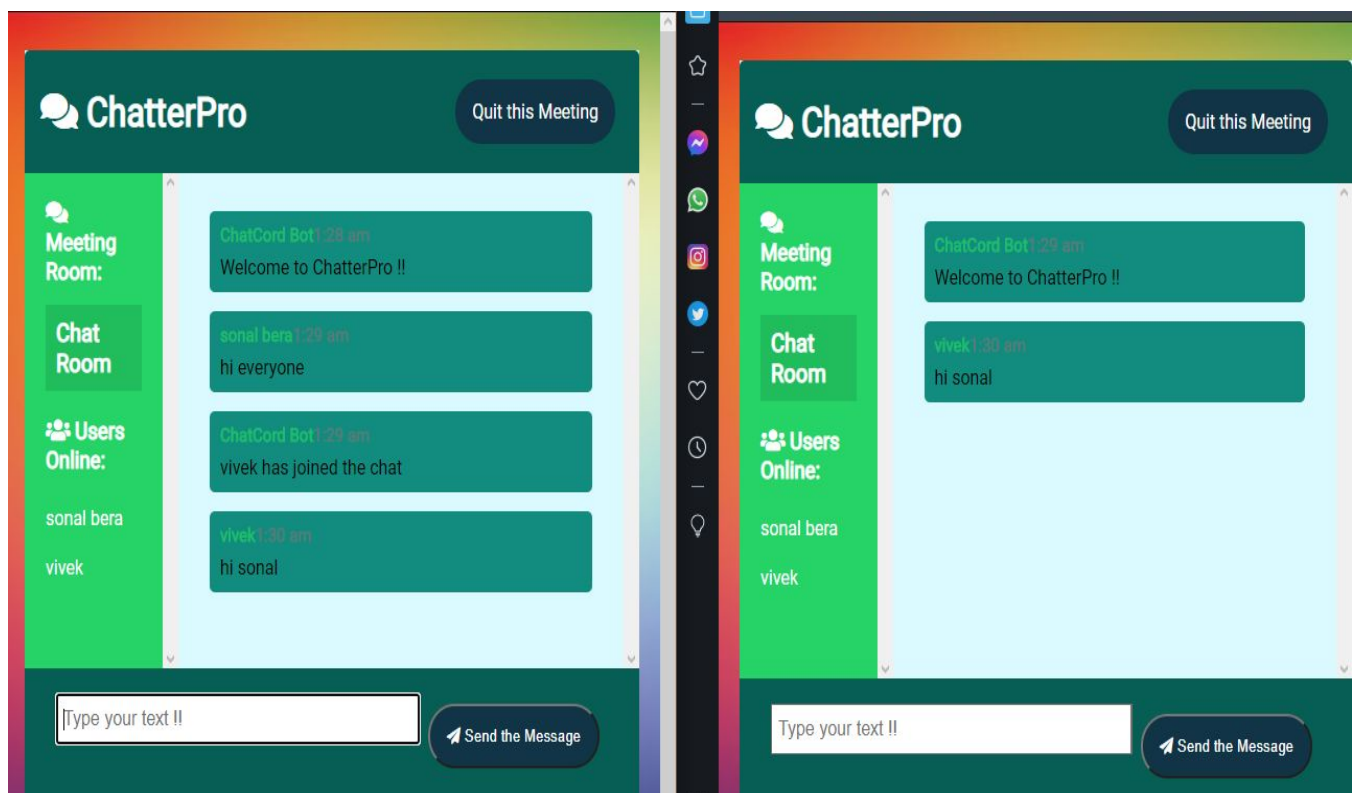 ChatterPro
Quit this Meeting
Meeting
Room:
Chat
Room
Users
Online:
sonal bera
vivek
ChatCord Bot1:28 am
Welcome to ChatterPro !!
sonal bera1:29 am
hi everyone
ChatCord Bot1:29 am
vivek has joined the chat
vivek1:30 am
hi sonal
Type your text !!
Send the Message
ChatterPro
Quit this Meeting
Meeting
Room:
Chat
Room
Users
Online:
sonal bera
vivek
ChatCord Bot1:29 am
Welcome to ChatterPro !!
vivek1:30 am
hi sonal
Type your text !!
Send the Message